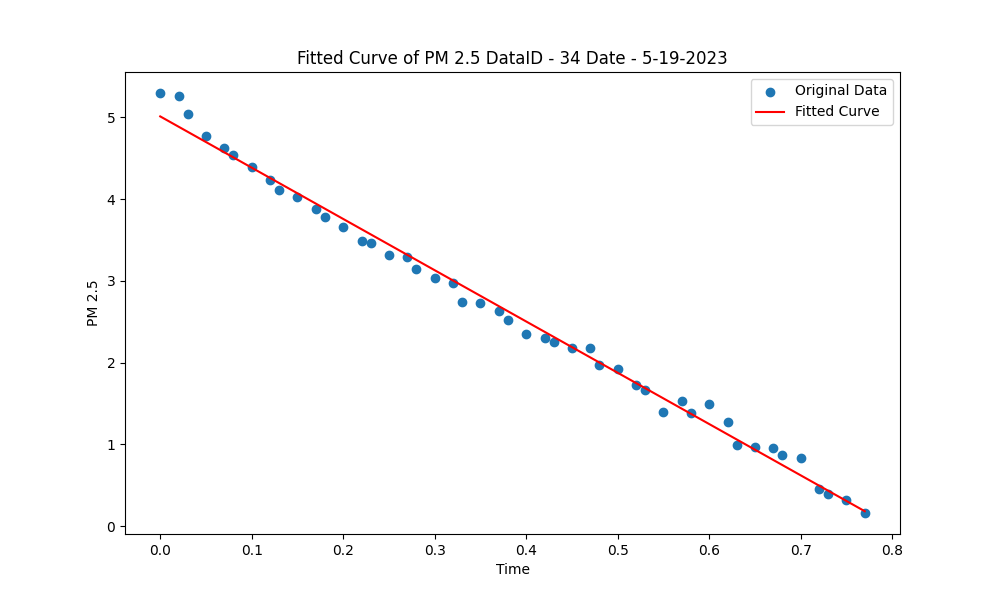 Fitted Curve of PM 2.5 DataID - 34 Date - 5-19-2023
Original Data
Fitted Curve
PM 2.5
5
4
3
2
1
0
0.0 0.1 0.2 0.3 0.4 0.5 0.6 0.7 0.8
Time